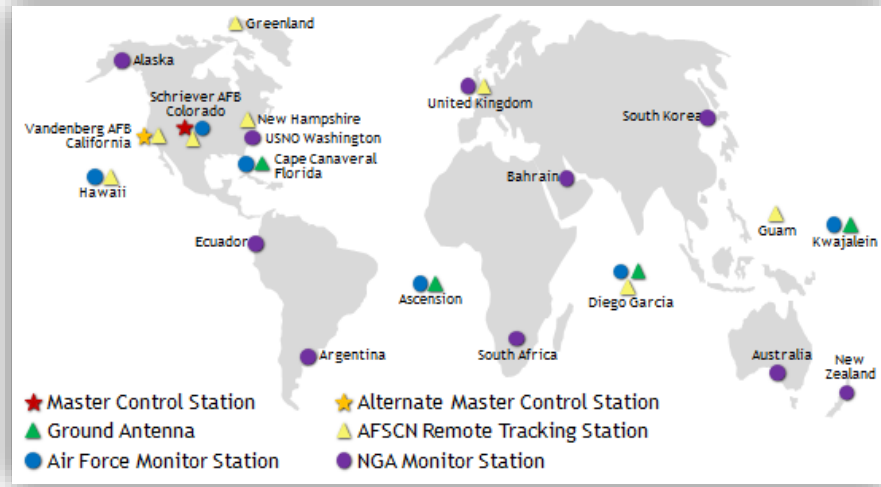 Greenland
Alaska
Schriever AFB
Colorado
New Hampshire
Vandenberg AFB
California
USNO Washington
Cape Canaveral
Florida
Hawaii
United Kingdom
South Korea
Bahrain
Guam
Kwajalein
Ecuador
Ascension
Diego Garcia
Argentina
South Africa
Australia
New
Zealand
Master Control Station
Alternate Master Control Station
Ground Antenna
AFSCN Remote Tracking Station
Air Force Monitor Station
NGA Monitor Station